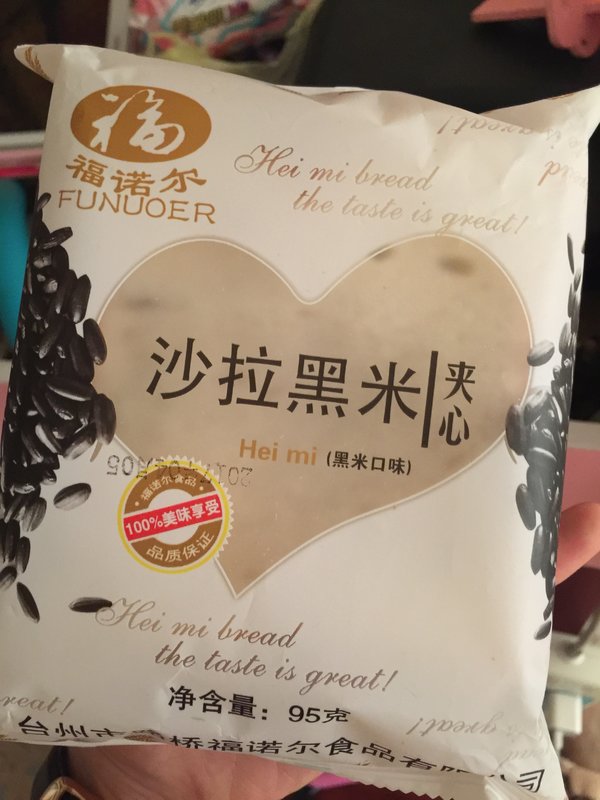 福
福诺尔
FUNUOER
Hei mi bread
the taste is great!
沙拉黑米
夹心
Hei mi (黑米口味)
福诺尔食品
100%美味享受
品质保证
Hei mi bread
the taste is great!
净含量：95克
台州 桥福诺尔食品有限公司